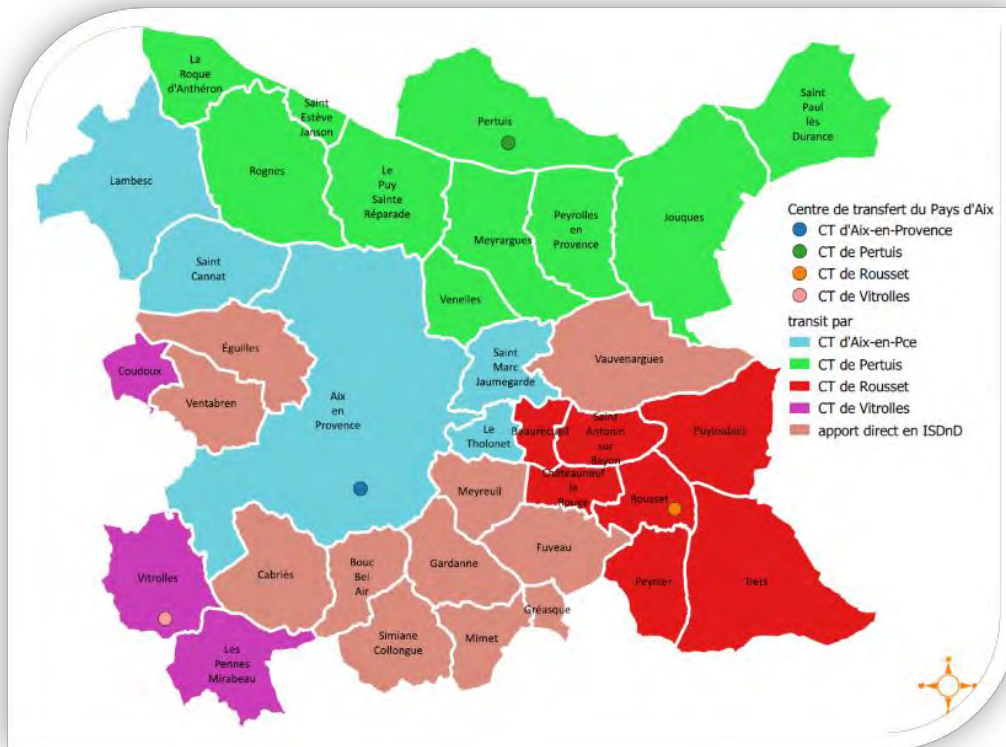 La
Roque
d'Anthéron
Saint
Estève
Janson
Pertuis
Saint
Paul
lès
Durance
Lambesc
Rognes
Le
Puy
Sainte
Réparade
Meyrargues
Peyrolles
en
Provence
Jouques
Saint
Cannat
Venelles
Éguilles
Coudoux
Ventabren
Aix
en
Provence
Saint
Marc
Jaumegarde
Vauvenargues
Le
Tholonet
Beaurecueil
Saint
Antonin
sur
Bayon
Puyloubier
Châteauneuf
le
Rouge
Meyreuil
Rousset
Vitrolles
Cabriès
Bouc
Bel
Air
Gardanne
Fuveau
Peynier
Trets
Gréasque
Les
Pennes
Mirabeau
Simiane
Collongue
Mimet
Centre de transfert du Pays d'Aix
CT d'Aix-en-Provence
CT de Pertuis
CT de Rousset
CT de Vitrolles
transit par
CT d'Aix-en-Pce
CT de Pertuis
CT de Rousset
CT de Vitrolles
apport direct en ISDnD